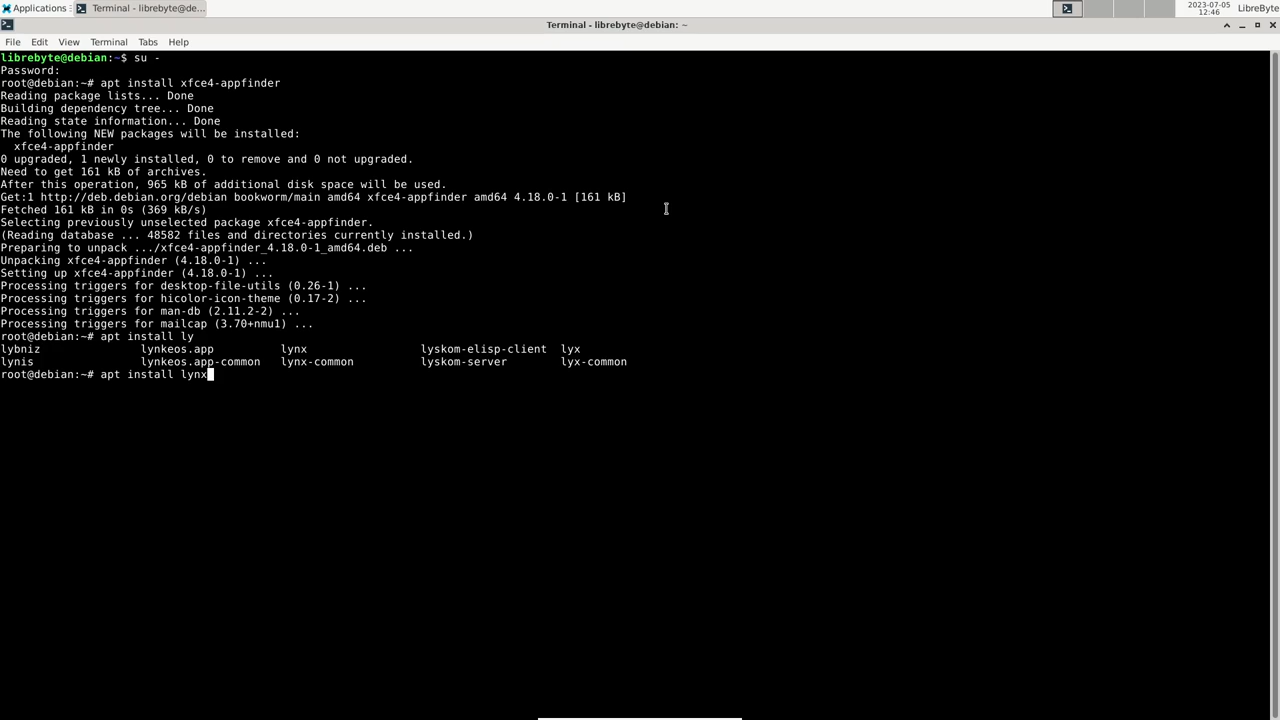 Applications
Terminal - librebyte@de...
2023-07-05
12:46
LibreByte
Terminal - librebyte@debian: ~
File Edit View Terminal Tabs Help
librebyte@debian:~$ su -
Password:
root@debian:~# apt install xfce4-appfinder
Reading package lists... Done
Building dependency tree... Done
Reading state information... Done
The following NEW packages will be installed:
  xfce4-appfinder
0 upgraded, 1 newly installed, 0 to remove and 0 not upgraded.
Need to get 161 kB of archives.
After this operation, 965 kB of additional disk space will be used.
Get:1 http://deb.debian.org/debian bookworm/main amd64 xfce4-appfinder amd64 4.18.0-1 [161 kB]
Fetched 161 kB in 0s (369 kB/s)
Selecting previously unselected package xfce4-appfinder.
(Reading database ... 48582 files and directories currently installed.)
Preparing to unpack .../xfce4-appfinder_4.18.0-1_amd64.deb ...
Unpacking xfce4-appfinder (4.18.0-1) ...
Setting up xfce4-appfinder (4.18.0-1) ...
Processing triggers for desktop-file-utils (0.26-1) ...
Processing triggers for hicolor-icon-theme (0.17-2) ...
Processing triggers for man-db (2.11.2-2) ...
Processing triggers for mailcap (3.70+nmu1) ...
root@debian:~# apt install ly
lybniz lynkeos.app lynx lyskom-elisp-client lyx
lynis lynkeos.app-common lynx-common lyskom-server lyx-common
root@debian:~# apt install lynx